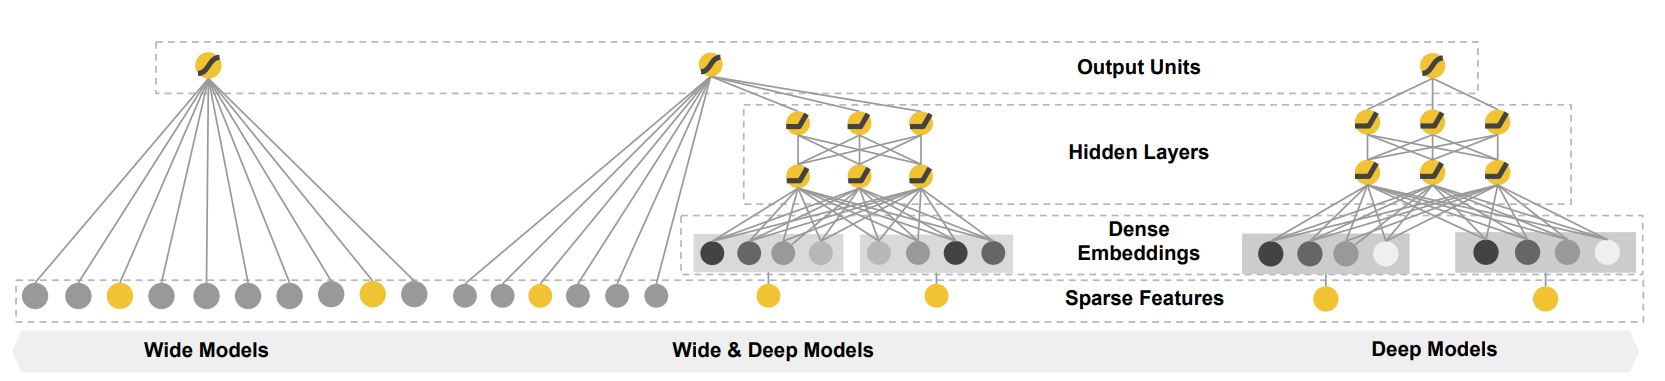 Output Units
Hidden Layers
Dense
Embeddings
Sparse Features
Wide Models
Wide & Deep Models
Deep Models